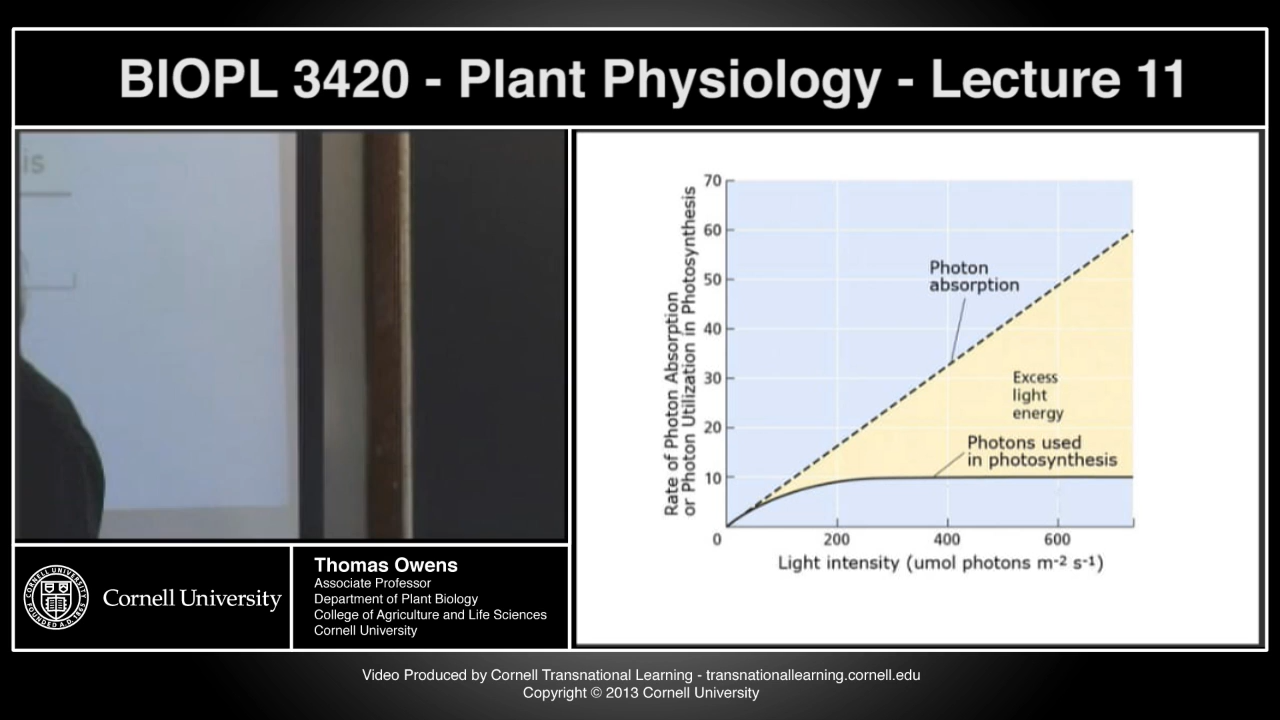 BIOPL 3420 - Plant Physiology - Lecture 11
is
70
60
50
40
30
20
10
0
200
400
600
Rate of Photon Absorption
or Photon Utilization in Photosynthesis
Photon
absorption
Excess
light
energy
Photons used
in photosynthesis
Light intensity (umol photons m-² s-¹)
CORNELL UNIVERSITY
FOUNDED A.D. 1865
Cornell University
Thomas Owens
Associate Professor
Department of Plant Biology
College of Agriculture and Life Sciences
Cornell University
Video Produced by Cornell Transnational Learning - transnationallearning.cornell.edu
Copyright © 2013 Cornell University